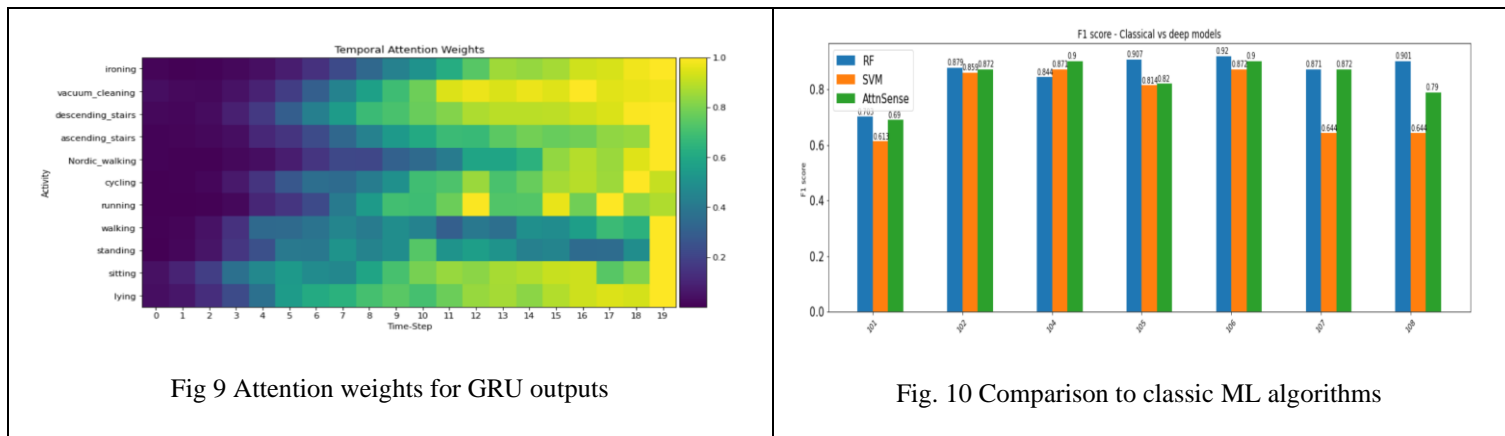 Temporal Attention Weights
Activity
ironing
vacuum_cleaning
descending_stairs
ascending_stairs
Nordic_walking
cycling
running
walking
standing
sitting
lying
0 1 2 3 4 5 6 7 8 9 10 11 12 13 14 15 16 17 18 19
Time-Step
1.0
0.8
0.6
0.4
0.2
Fig 9 Attention weights for GRU outputs
F1 score - Classical vs deep models
RF
SVM
AttnSense
F1 score
0.8
0.6
0.4
0.2
0.0
0.703 0.613 0.69
0.879 0.859 0.872
0.844 0.872 0.9
0.907 0.814 0.82
0.92 0.872 0.9
0.871 0.644 0.872
0.901 0.644 0.79
101 102 104 105 106 107 108
Fig. 10 Comparison to classic ML algorithms